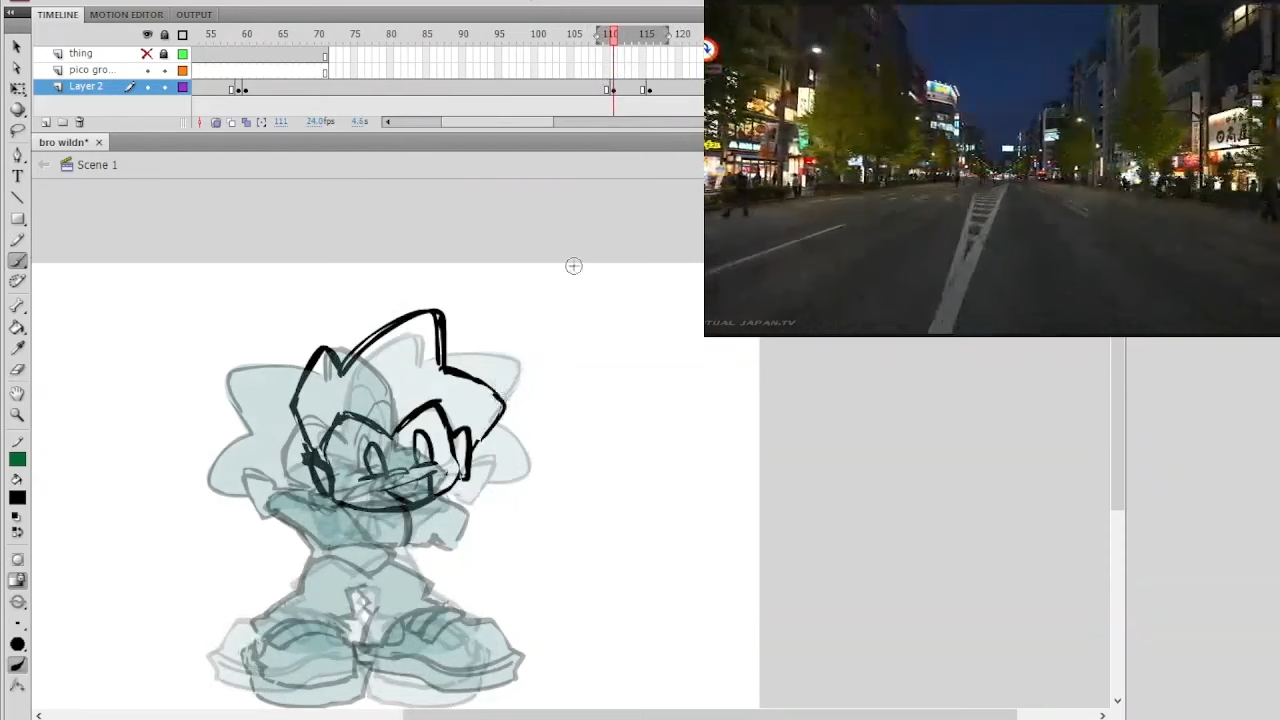 TIMELINE MOTION EDITOR OUTPUT
55 60 65 70 75 80 85 90 95 100 105 110 115 120
thing
pico gro...
Layer 2
111 24.0fps 4.6s
bro wildn*
Scene 1
T
TUAL JAPAN.TV